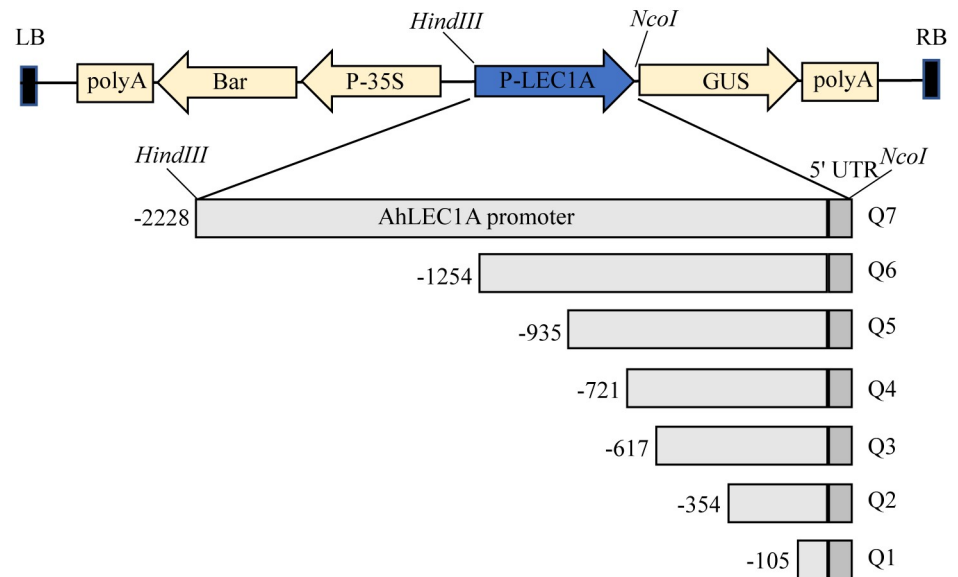 HindIII
NcoI
LB
RB
polyA
Bar
P-35S
P-LEC1A
GUS
polyA
HindIII
5' UTR
NcoI
-2228
AhLEC1A promoter
Q7
-1254
Q6
-935
Q5
-721
Q4
-617
Q3
-354
Q2
-105
Q1